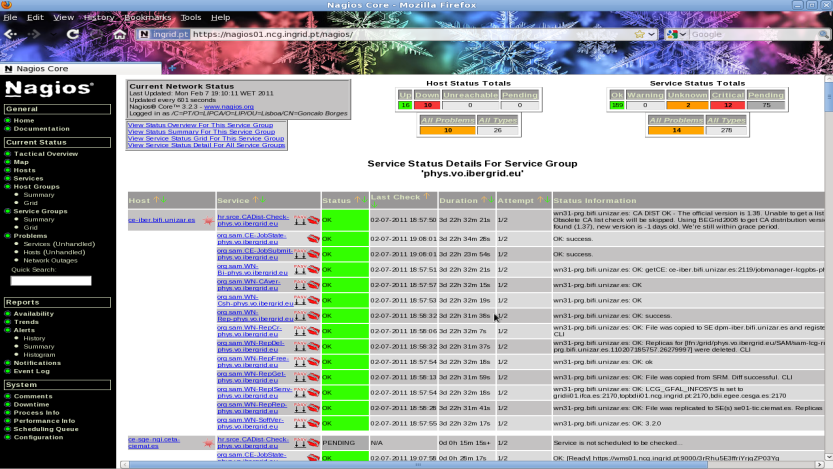 Nagios Core - Mozilla Firefox
File Edit View History Bookmarks Tools Help
ingrid.pt https://nagios01.ncg.ingrid.pt/nagios/
Google
Nagios Core
Nagios
General
Home
Documentation
Current Status
Tactical Overview
Map
Hosts
Services
Host Groups
Summary
Grid
Service Groups
Summary
Grid
Problems
Services (Unhandled)
Hosts (Unhandled)
Network Outages
Quick Search:
Reports
Availability
Trends
Alerts
History
Summary
Histogram
Notifications
Event Log
System
Comments
Downtime
Process Info
Performance Info
Scheduling Queue
Configuration
Current Network Status
Last Updated: Mon Feb 7 19:10:11 WET 2011
Updated every 601 seconds
Nagios® Core™ 3.2.3 - www.nagios.org
Logged in as /C=PT/O=LIPCA/O=LIP/OU=Lisboa/CN=Goncalo Borges
View Status Overview For This Service Group
View Status Summary For This Service Group
View Service Status Grid For This Service Group
View Service Status Detail For All Service Groups
Host Status Totals
Up Down Unreachable Pending
16 10 0 0
All Problems All Types
10 26
Service Status Totals
Ok Warning Unknown Critical Pending
189 0 2 12 75
All Problems All Types
14 278
Service Status Details For Service Group
'phys.vo.ibergrid.eu'
Host Service Status Last Check Duration Attempt Status Information
ce-iber.bifi.unizar.es hr.srce.CADist-Check-phys.vo.ibergrid.eu OK 02-07-2011 18:57:50 3d 22h 32m 21s 1/2 wn31-prg.bifi.unizar.es: CA DIST OK - The official version is 1.38. Unable to get a list
Obsolete CA list check will be skipped. Using BEGrid2005 to get CA distribution version
found (1.37), new version is -1 days old. We're still within grace period.
org.sam.CE-JobState-phys.vo.ibergrid.eu OK 02-07-2011 19:08:01 3d 22h 34m 28s 1/2 OK: success.
org.sam.CE-JobSubmit-phys.vo.ibergrid.eu OK 02-07-2011 19:08:01 3d 22h 23m 54s 1/2 OK: success.
org.sam.WN-Bi-phys.vo.ibergrid.eu OK 02-07-2011 18:57:51 3d 22h 32m 21s 1/2 wn31-prg.bifi.unizar.es: OK: getCE: ce-iber.bifi.unizar.es:2119/jobmanager-lcgpbs-ph
org.sam.WN-CAver-phys.vo.ibergrid.eu OK 02-07-2011 18:57:57 3d 22h 32m 15s 1/2 wn31-prg.bifi.unizar.es: OK
org.sam.WN-Csh-phys.vo.ibergrid.eu OK 02-07-2011 18:57:53 3d 22h 32m 19s 1/2 wn31-prg.bifi.unizar.es: OK
org.sam.WN-Rep-phys.vo.ibergrid.eu OK 02-07-2011 18:58:32 3d 22h 31m 38s 1/2 wn31-prg.bifi.unizar.es: OK: success.
org.sam.WN-RepCr-phys.vo.ibergrid.eu OK 02-07-2011 18:58:06 3d 22h 32m 7s 1/2 wn31-prg.bifi.unizar.es: OK: File was copied to SE dpm-iber.bifi.unizar.es and registe
CLI
org.sam.WN-RepDel-phys.vo.ibergrid.eu OK 02-07-2011 18:58:32 3d 22h 31m 37s 1/2 wn31-prg.bifi.unizar.es: OK: Replicas for
were deleted. CLI
org.sam.WN-RepFree-phys.vo.ibergrid.eu OK 02-07-2011 18:57:54 3d 22h 32m 18s 1/2 wn31-prg.bifi.unizar.es: OK: ok
org.sam.WN-RepGet-phys.vo.ibergrid.eu OK 02-07-2011 18:58:13 3d 22h 31m 59s 1/2 wn31-prg.bifi.unizar.es: OK: File was copied from SRM. Diff successful. CLI
org.sam.WN-RepISenv-phys.vo.ibergrid.eu OK 02-07-2011 18:57:54 3d 22h 32m 18s 1/2 wn31-prg.bifi.unizar.es: OK: LCG_GFAL_INFOSYS is set to
gridii01.ifca.es:2170,topbdii01.ncg.ingrid.pt:2170,bdii.egee.cesga.es:2170
org.sam.WN-RepRep-phys.vo.ibergrid.eu OK 02-07-2011 18:58:28 3d 22h 31m 41s 1/2 wn31-prg.bifi.unizar.es: OK: File was replicated to SE(s) se01-tic.ciemat.es. Replicas
org.sam.WN-SoftVer-phys.vo.ibergrid.eu OK 02-07-2011 18:57:55 3d 22h 32m 17s 1/2 wn31-prg.bifi.unizar.es: OK: 3.2.0
ce-sge-ngi.ceta-ciemat.es hr.srce.CADist-Check-phys.vo.ibergrid.eu PENDING N/A 0d 0h 15m 15s+ 1/2 Service is not scheduled to be checked...
org.sam.CE-JobState- OK 02-07-2011 19:07:58 0d 0h 28m 17s 1/2